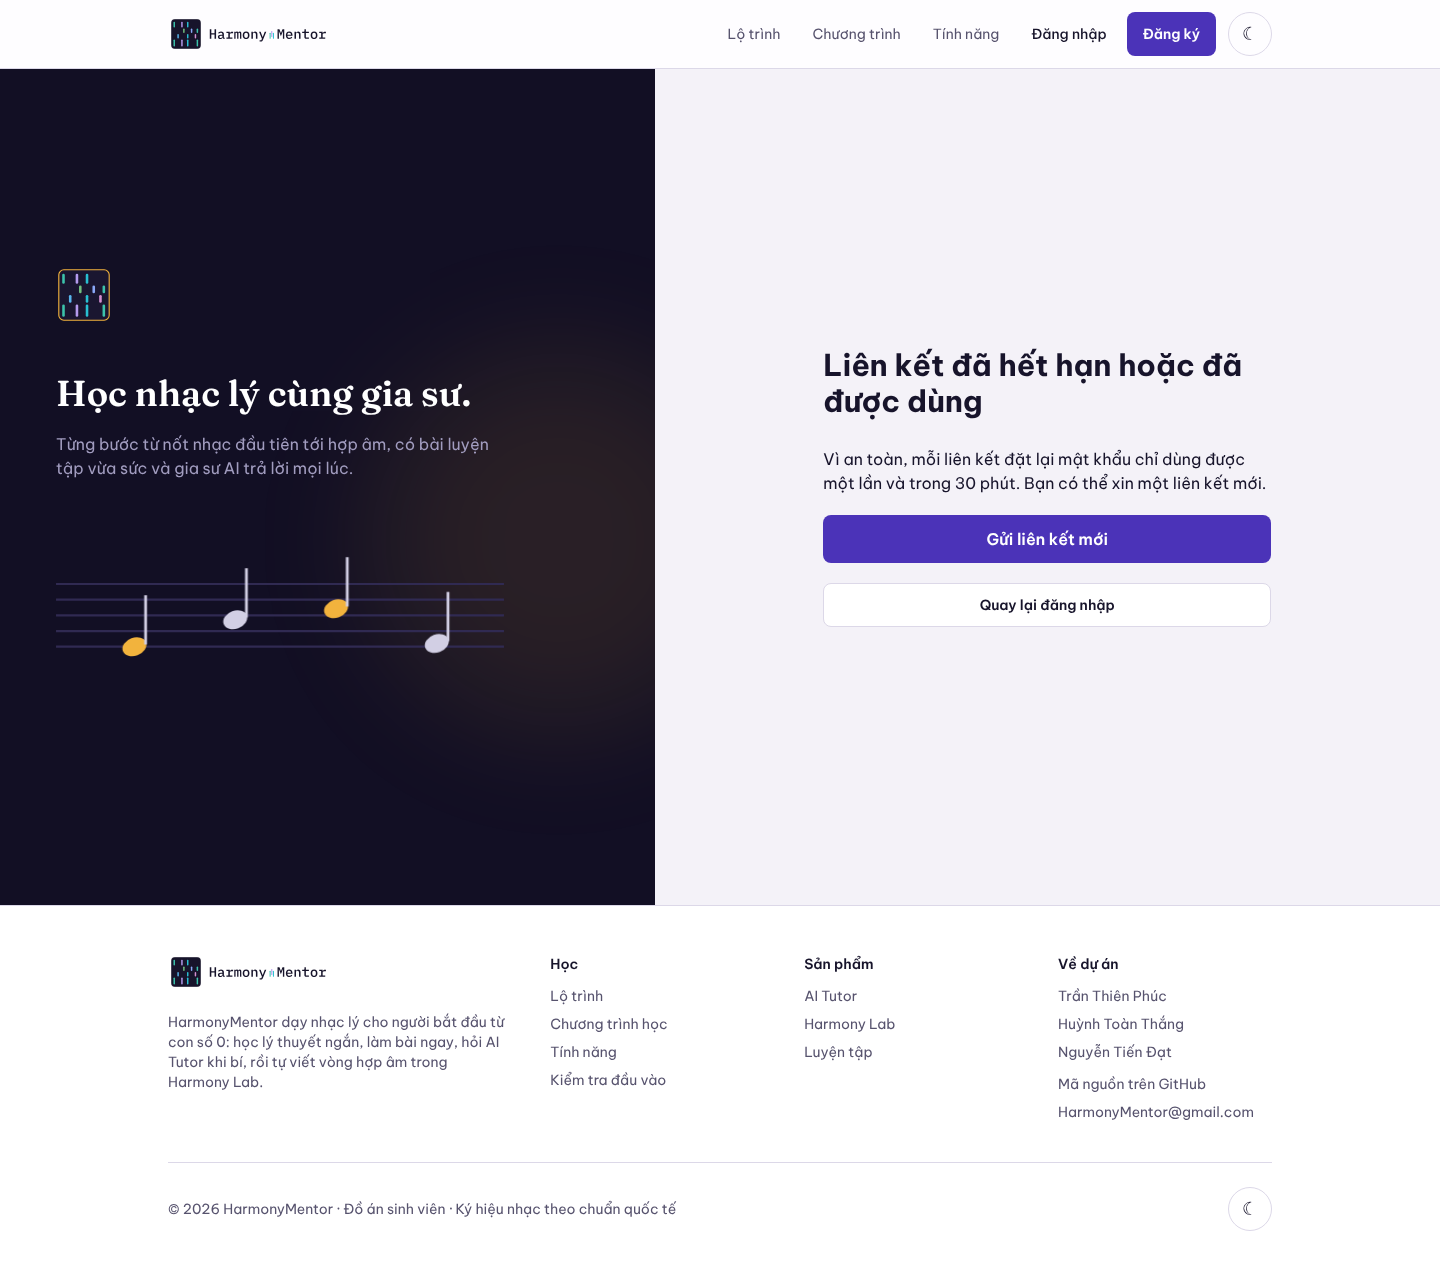 Harmony Mentor
Lộ trình
Chương trình
Tính năng
Đăng nhập
Đăng ký
Học nhạc lý cùng gia sư.
Từng bước từ nốt nhạc đầu tiên tới hợp âm, có bài luyện
tập vừa sức và gia sư AI trả lời mọi lúc.
Liên kết đã hết hạn hoặc đã
được dùng
Vì an toàn, mỗi liên kết đặt lại mật khẩu chỉ dùng được
một lần và trong 30 phút. Bạn có thể xin một liên kết mới.
Gửi liên kết mới
Quay lại đăng nhập
Harmony Mentor
HarmonyMentor dạy nhạc lý cho người bắt đầu từ
con số 0: học lý thuyết ngắn, làm bài ngay, hỏi AI
Tutor khi bí, rồi tự viết vòng hợp âm trong
Harmony Lab.
Học
Lộ trình
Chương trình học
Tính năng
Kiểm tra đầu vào
Sản phẩm
AI Tutor
Harmony Lab
Luyện tập
Về dự án
Trần Thiên Phúc
Huỳnh Toàn Thắng
Nguyễn Tiến Đạt
Mã nguồn trên GitHub
HarmonyMentor@gmail.com
© 2026 HarmonyMentor · Đồ án sinh viên · Ký hiệu nhạc theo chuẩn quốc tế